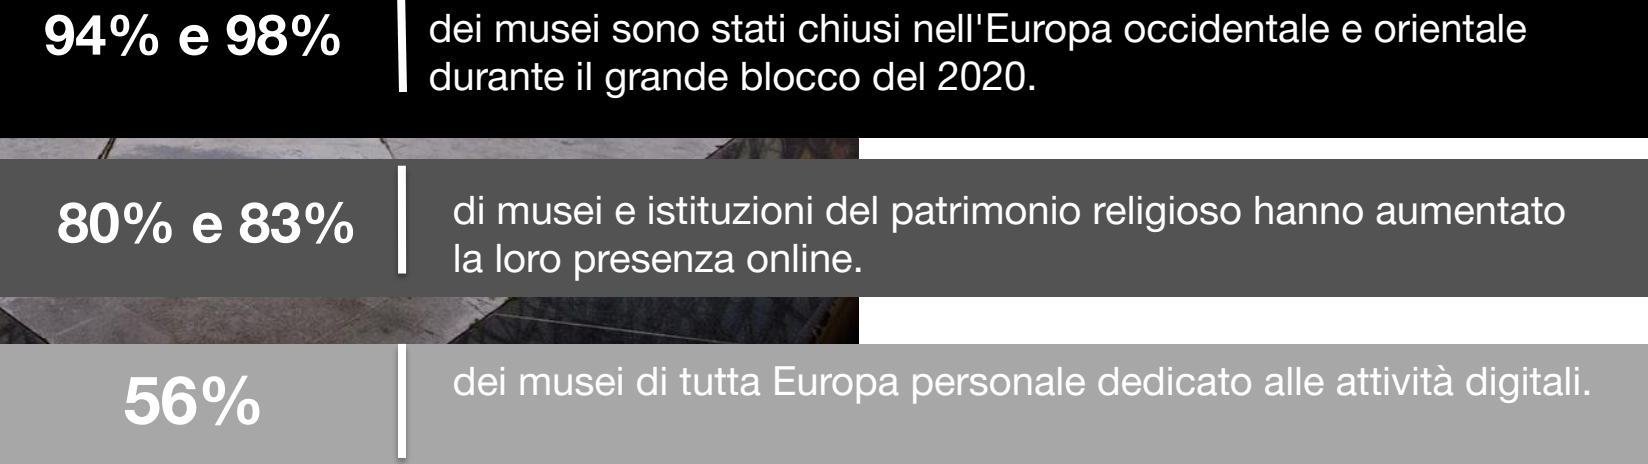 94% e 98%
dei musei sono stati chiusi nell'Europa occidentale e orientale
durante il grande blocco del 2020.
80% e 83%
di musei e istituzioni del patrimonio religioso hanno aumentato
la loro presenza online.
56%
dei musei di tutta Europa personale dedicato alle attività digitali.